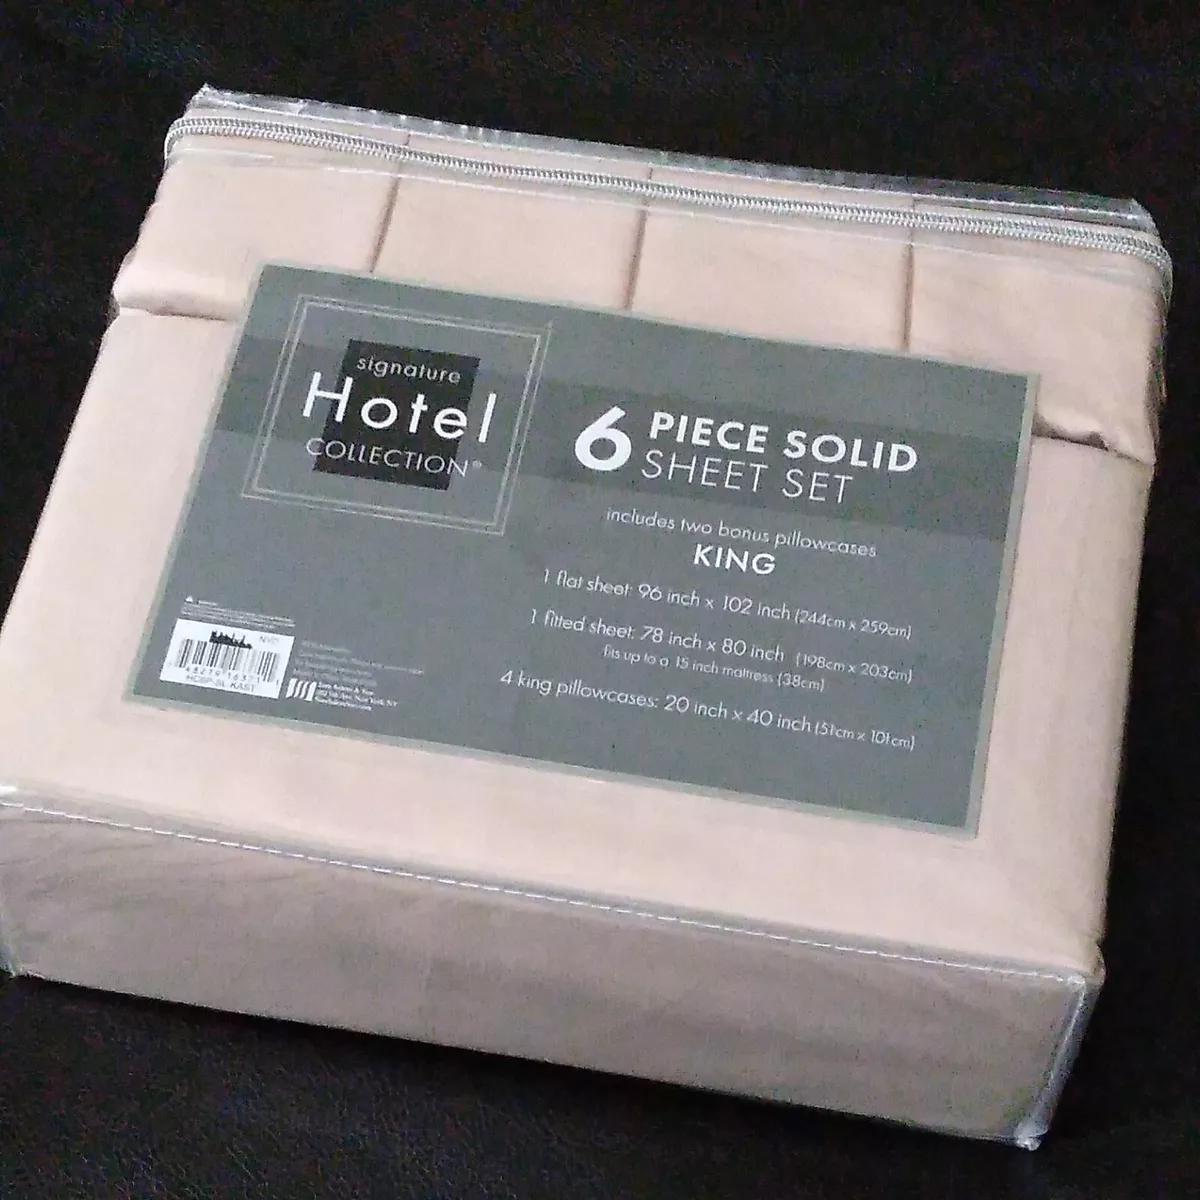 signature
Hotel
COLLECTION®
6 PIECE SOLID
SHEET SET
includes two bonus pillowcases
KING
1 flat sheet: 96 inch x 102 inch (244cm x 259cm)
1 fitted sheet: 78 inch x 80 inch (198cm x 203cm)
fits up to a 15 inch mattress (38cm)
4 king pillowcases: 20 inch x 40 inch (51cm x 101cm)
NYC